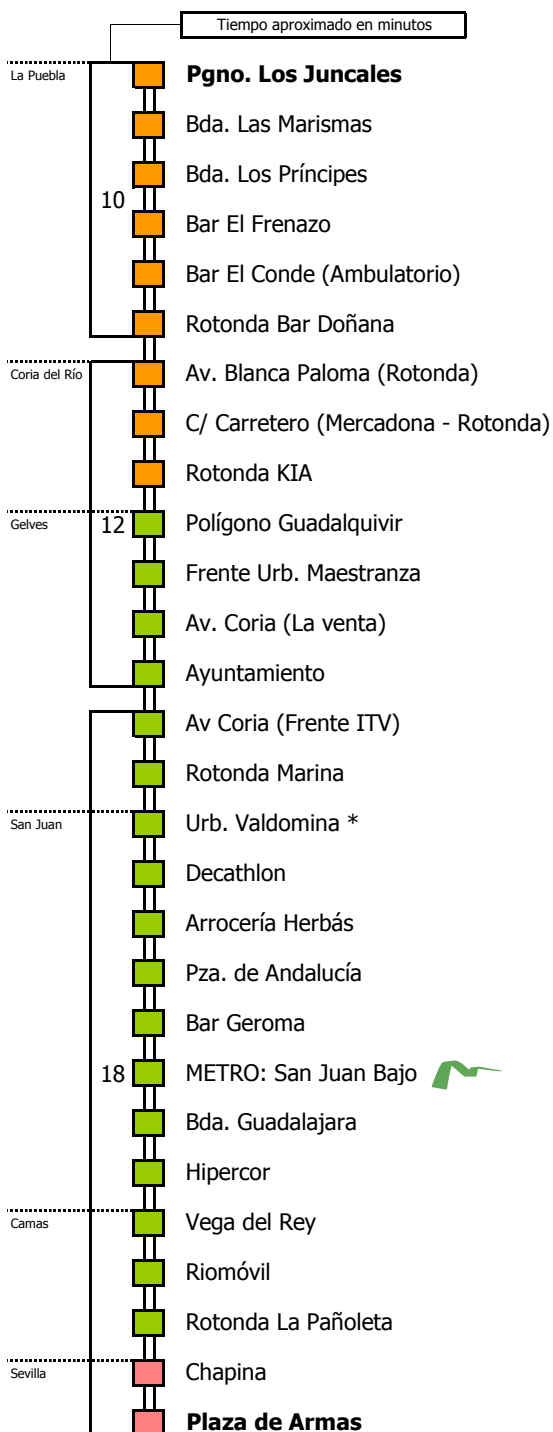 Tiempo aproximado en minutos
La Puebla
Pgno. Los Juncales
Bda. Las Marismas
Bda. Los Príncipes
10
Bar El Frenazo
Bar El Conde (Ambulatorio)
Rotonda Bar Doñana
Coria del Río
Av. Blanca Paloma (Rotonda)
C/ Carretero (Mercadona - Rotonda)
Rotonda KIA
Gelves
12
Polígono Guadalquivir
Frente Urb. Maestranza
Av. Coria (La venta)
Ayuntamiento
Av Coria (Frente ITV)
Rotonda Marina
San Juan
Urb. Valdomina *
Decathlon
Arrocería Herbás
Pza. de Andalucía
Bar Geroma
18
METRO: San Juan Bajo
Bda. Guadalajara
Hipercor
Camas
Vega del Rey
Riomóvil
Rotonda La Pañoleta
Sevilla
Chapina
Plaza de Armas